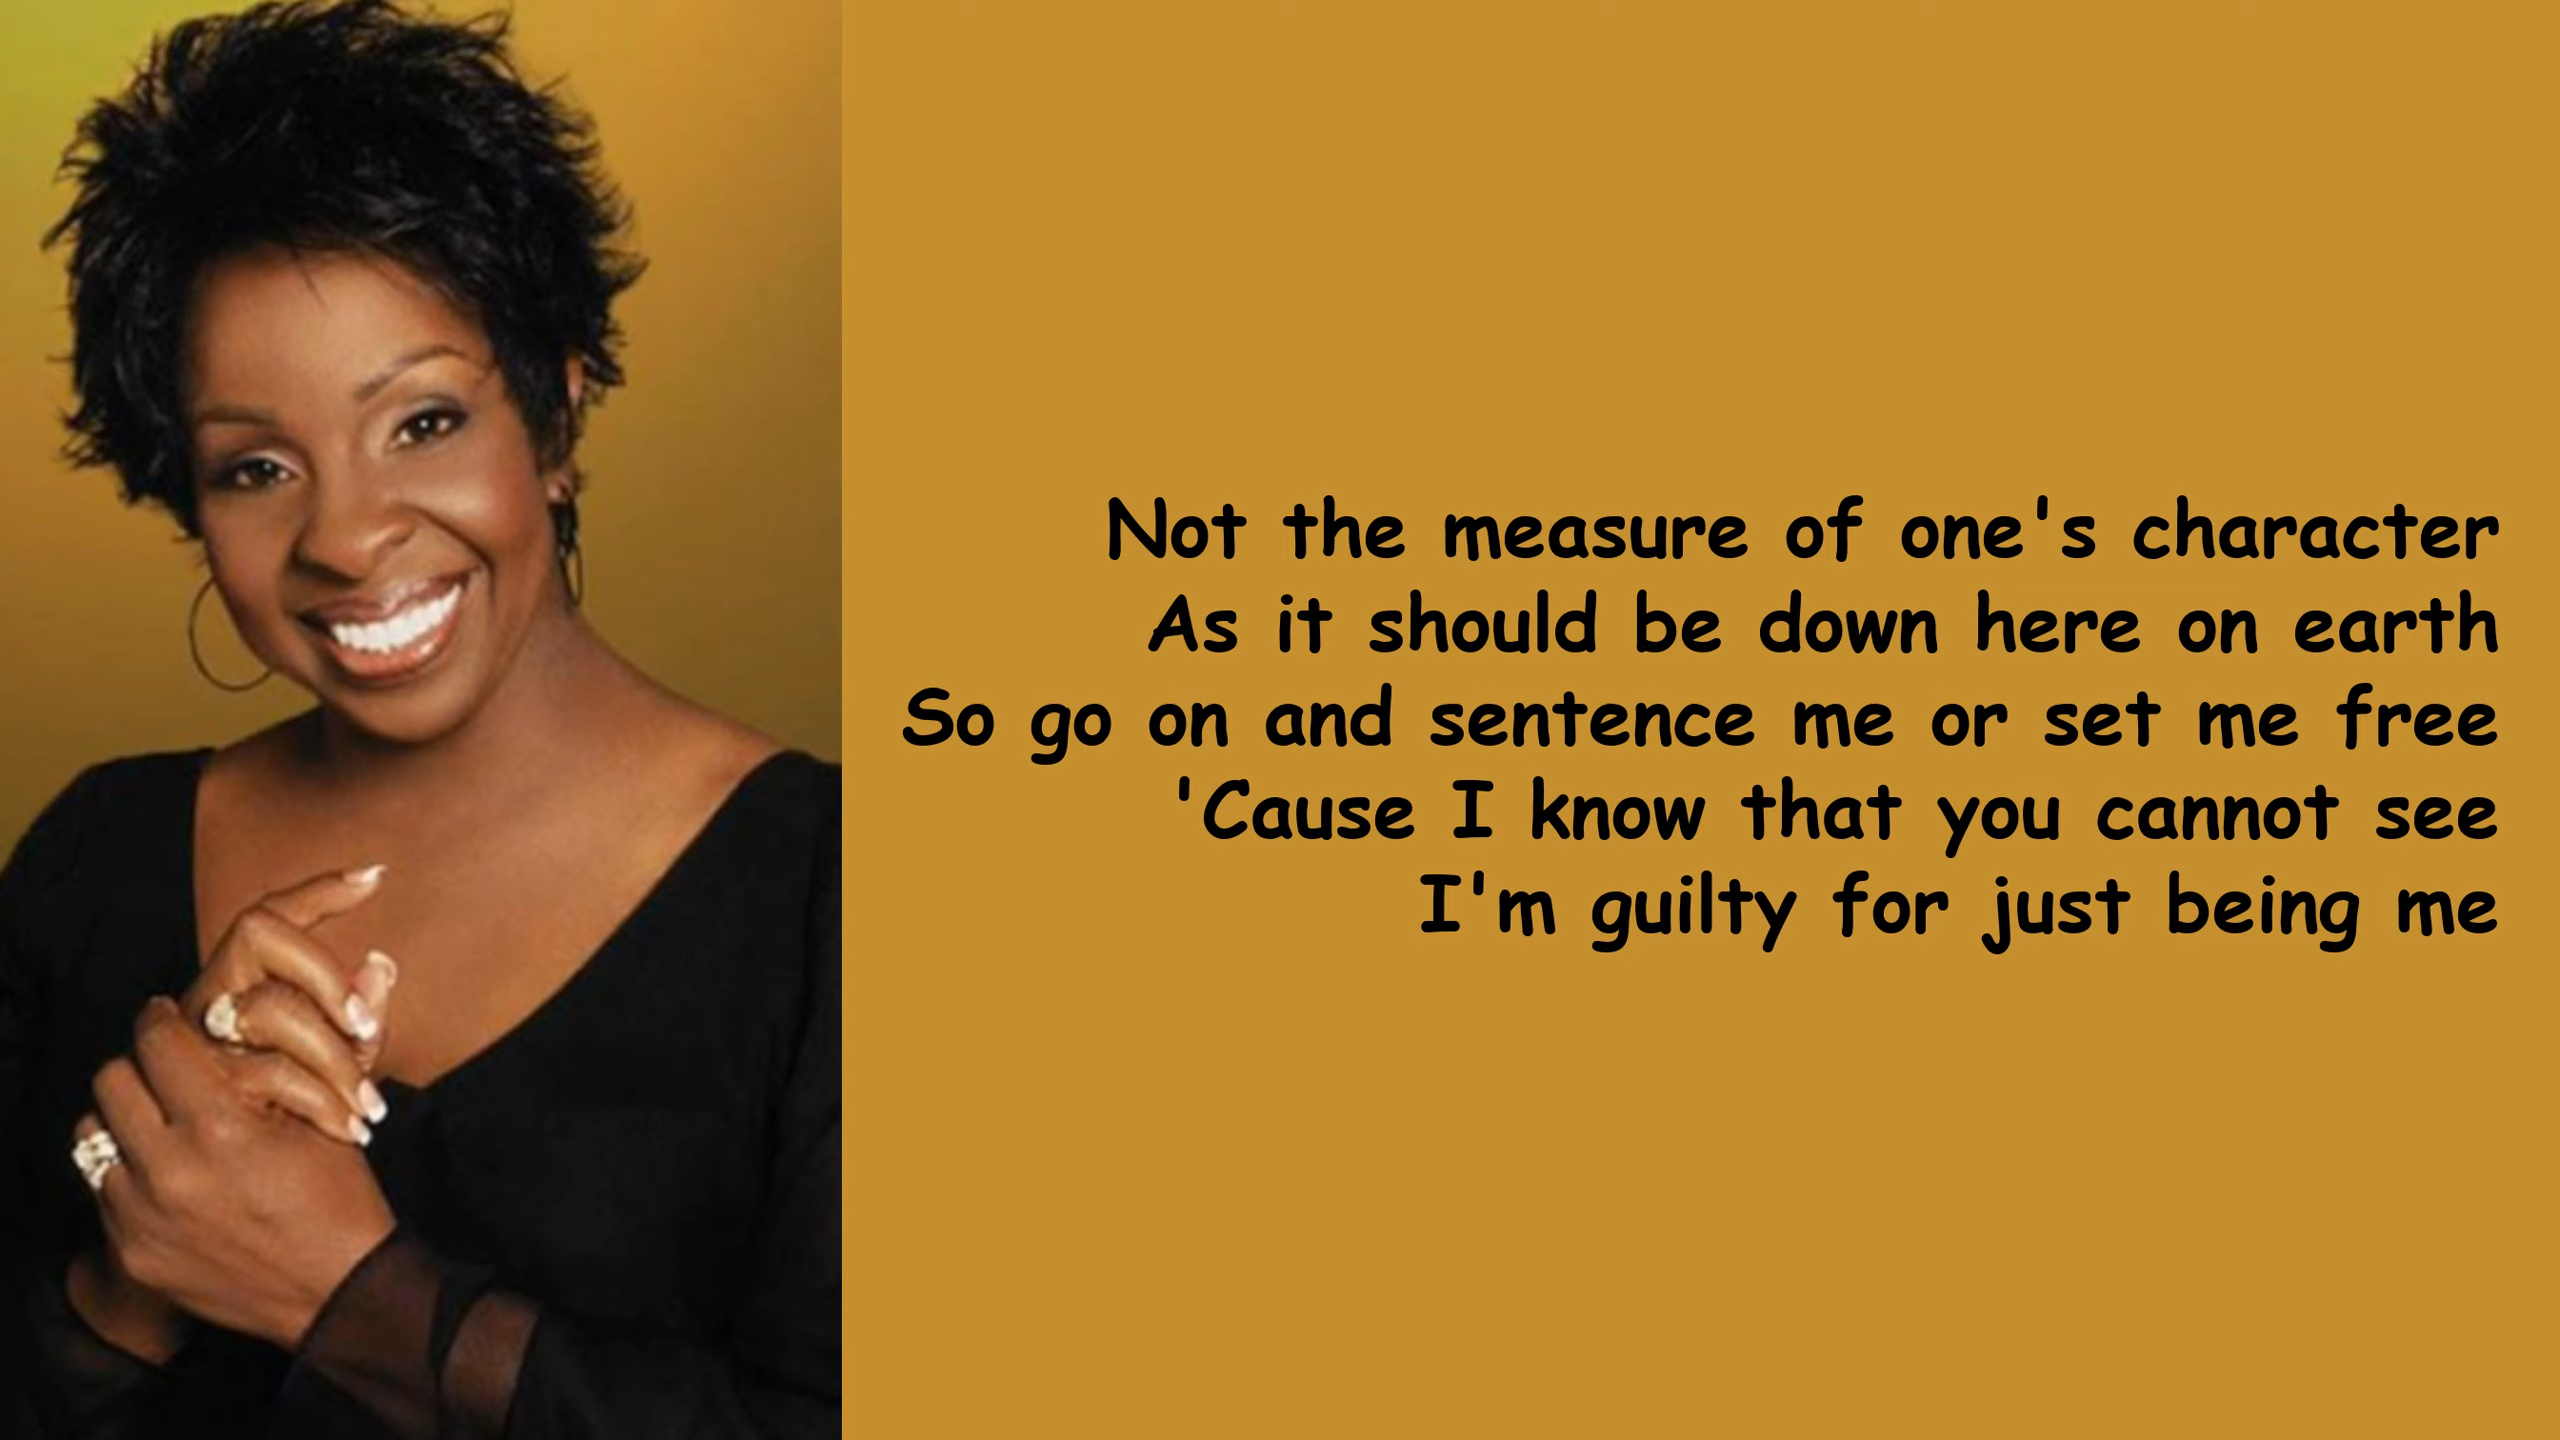 Not the measure of one's character
As it should be down here on earth
So go on and sentence me or set me free
'Cause I know that you cannot see
I'm guilty for just being me